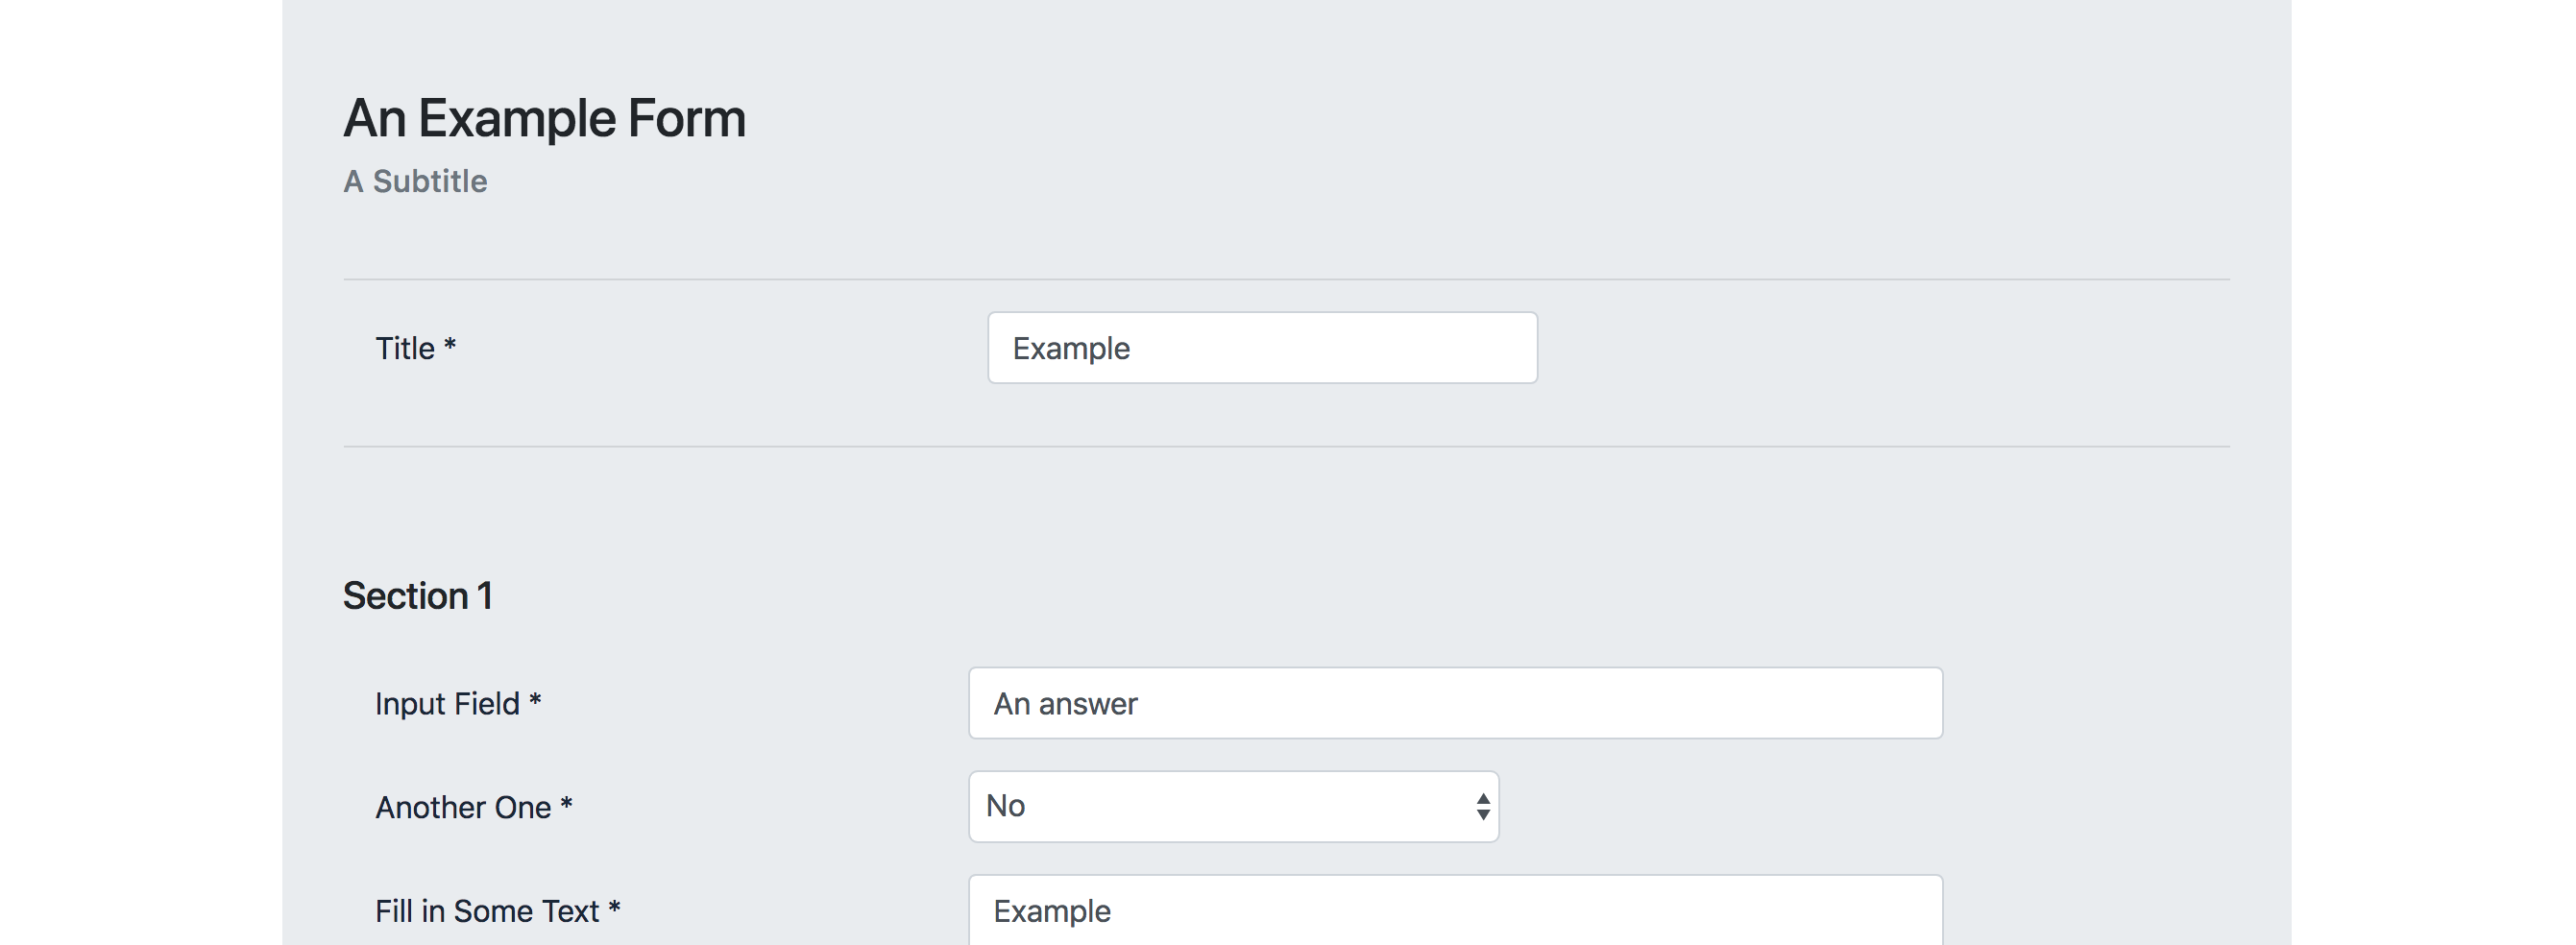 An Example Form
A Subtitle
Title * Example
Section 1
Input Field * An answer
Another One * No
Fill in Some Text * Example